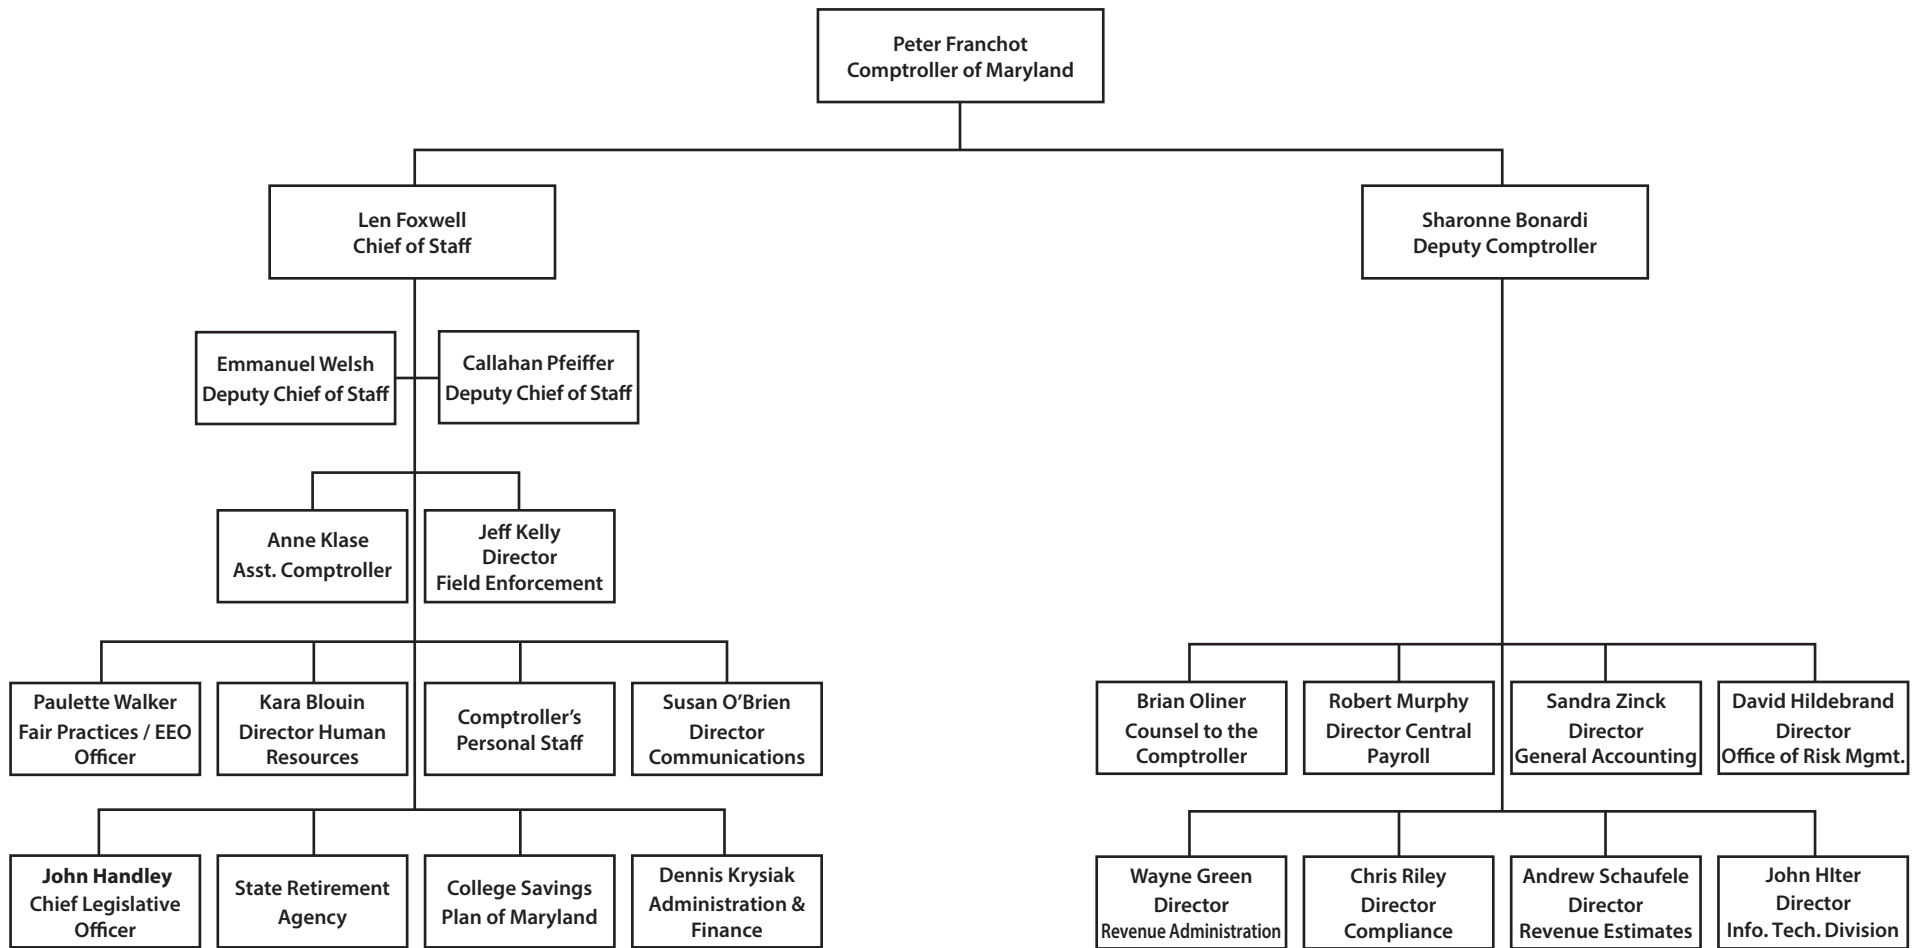 Peter Franchot
Comptroller of Maryland
Len Foxwell
Chief of Staff
Sharonne Bonardi
Deputy Comptroller
Emmanuel Welsh
Deputy Chief of Staff
Callahan Pfeiffer
Deputy Chief of Staff
Anne Klase
Asst. Comptroller
Jeff Kelly
Director
Field Enforcement
Paulette Walker
Fair Practices / EEO
Officer
Kara Blouin
Director Human
Resources
Comptroller’s
Personal Staff
Susan O’Brien
Director
Communications
Brian Oliner
Counsel to the
Comptroller
Robert Murphy
Director Central
Payroll
Sandra Zinck
Director
General Accounting
David Hildebrand
Director
Office of Risk Mgmt.
John Handley
Chief Legislative
Officer
State Retirement
Agency
College Savings
Plan of Maryland
Dennis Krysiak
Administration &
Finance
Wayne Green
Director
Revenue Administration
Chris Riley
Director
Compliance
Andrew Schaufele
Director
Revenue Estimates
John HIter
Director
Info. Tech. Division